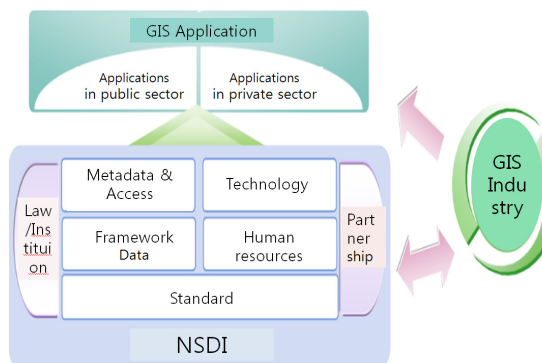 GIS Application
Applications
in public sector
Applications
in private sector
Metadata &
Access
Technology
Law
/Ins
titui
on
Framework
Data
Human
resources
Part
ner
ship
Standard
NSDI
GIS
Indu
stry